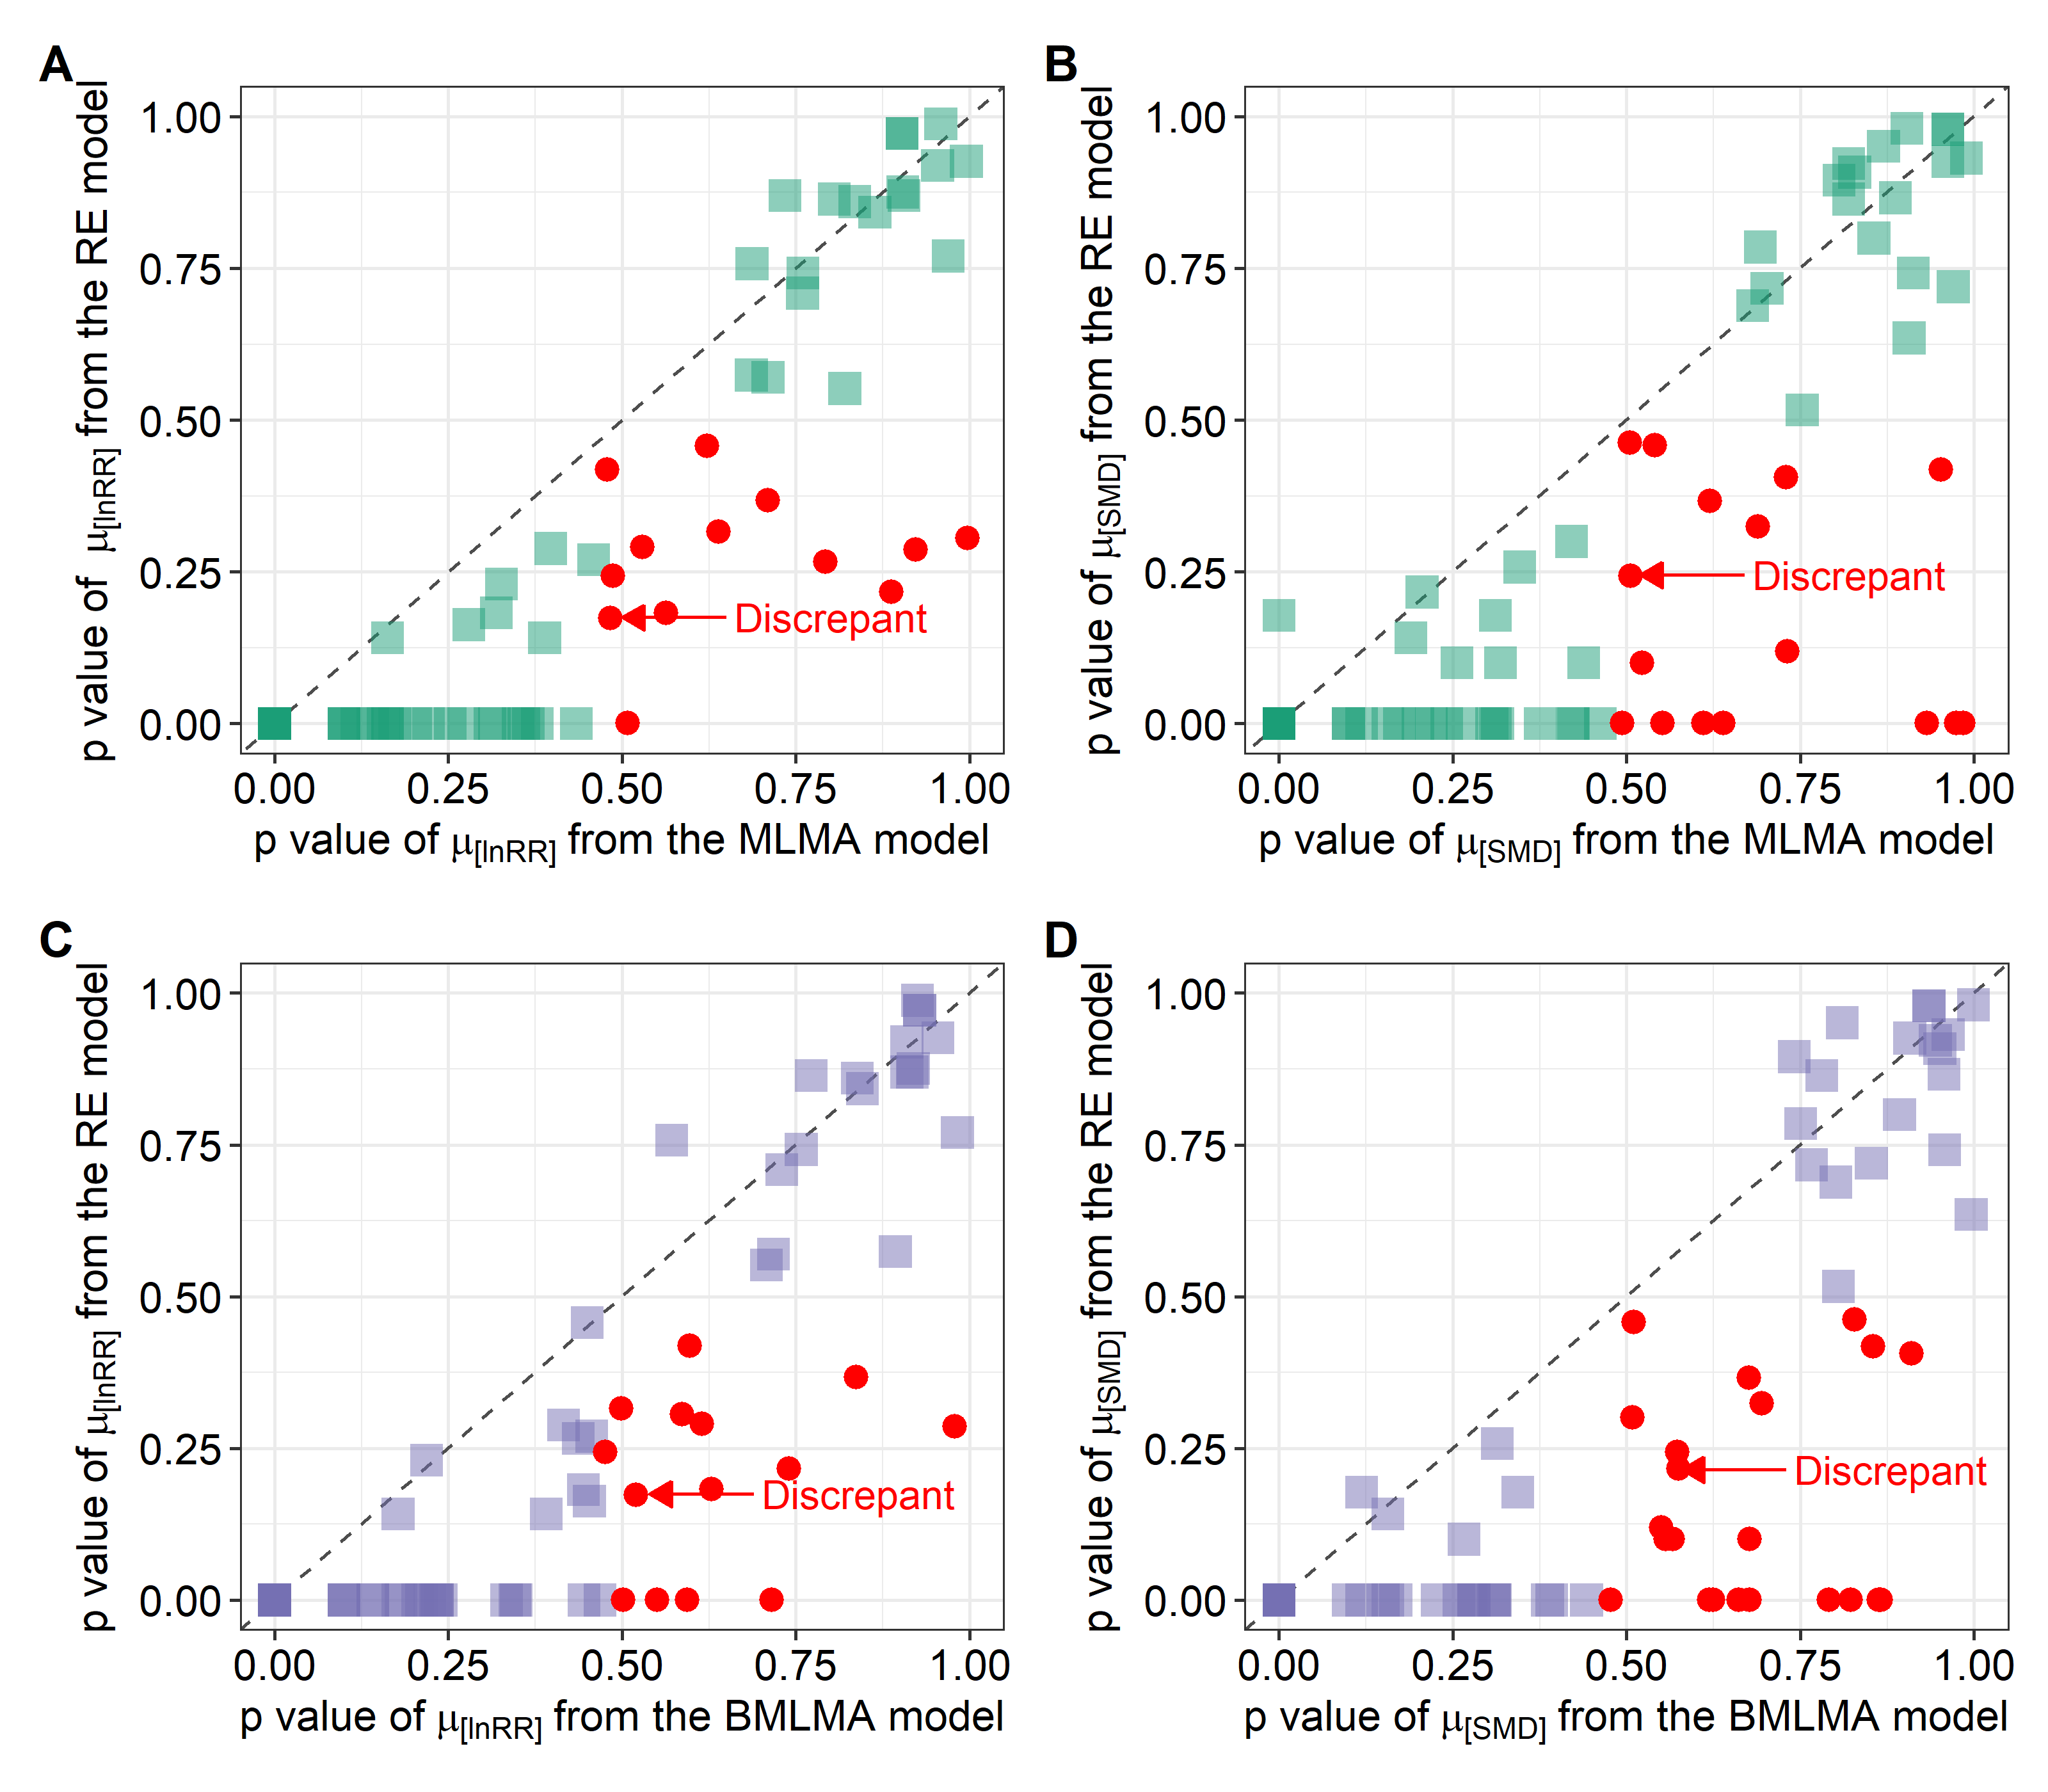 A
p value of μ[lnRR] from the RE model
1.00
0.75
0.50
0.25
0.00
Discrepant
0.00 0.25 0.50 0.75 1.00
p value of μ[lnRR] from the MLMA model
B
p value of μ[SMD] from the RE model
1.00
0.75
0.50
0.25
0.00
Discrepant
0.00 0.25 0.50 0.75 1.00
p value of μ[SMD] from the MLMA model
C
p value of μ[lnRR] from the RE model
1.00
0.75
0.50
0.25
0.00
Discrepant
0.00 0.25 0.50 0.75 1.00
p value of μ[lnRR] from the BMLMA model
D
p value of μ[SMD] from the RE model
1.00
0.75
0.50
0.25
0.00
Discrepant
0.00 0.25 0.50 0.75 1.00
p value of μ[SMD] from the BMLMA model